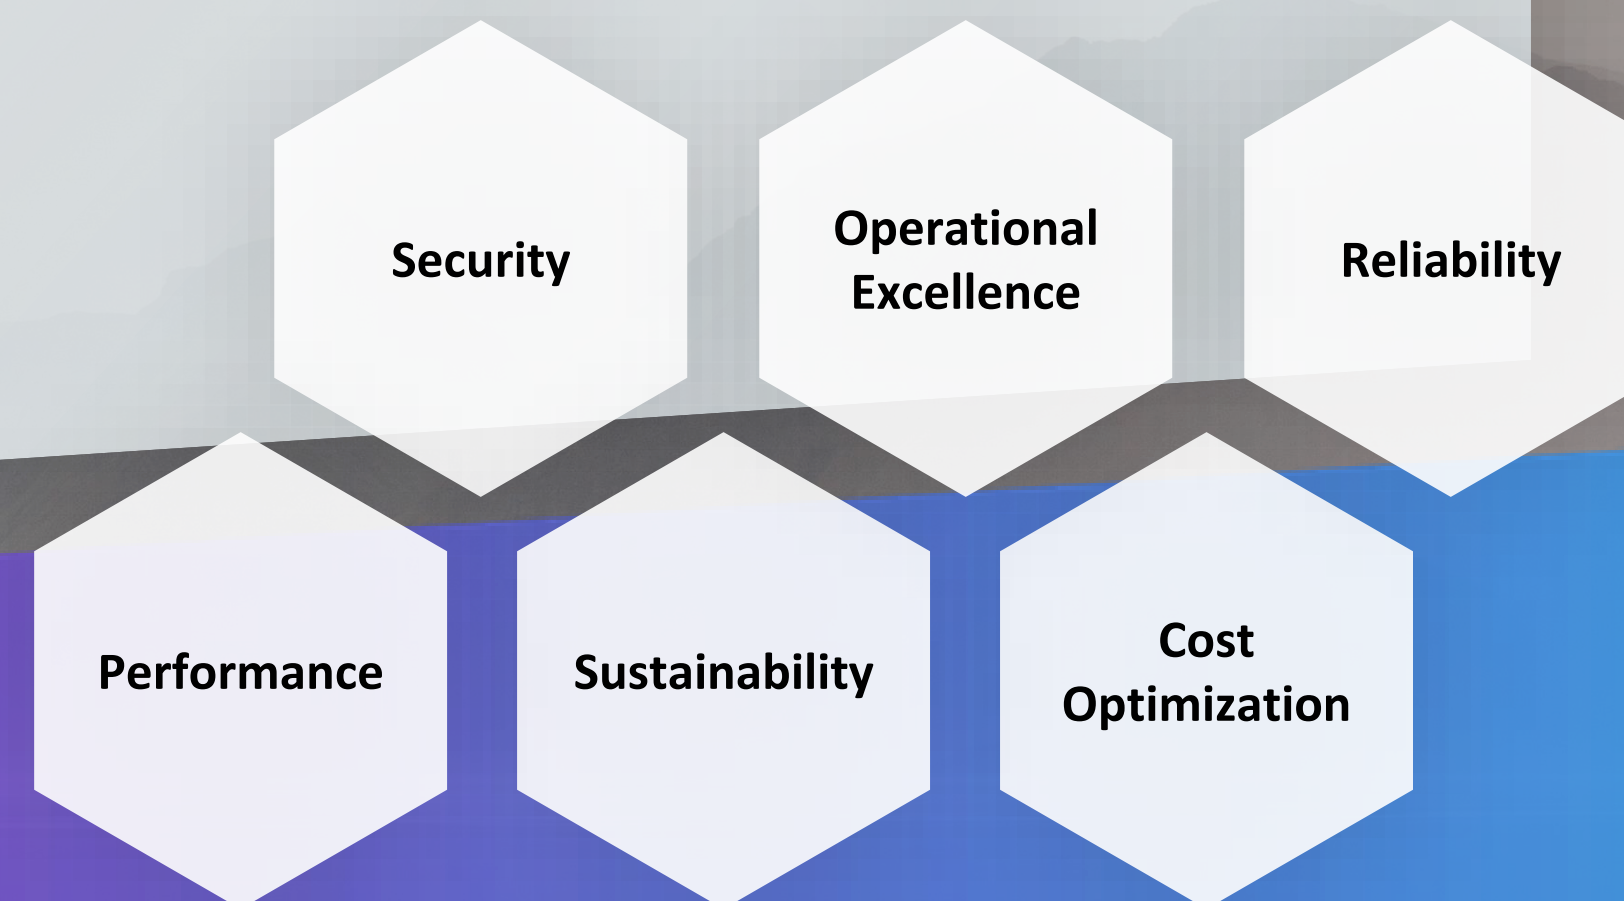 Security
Operational
Excellence
Reliability
Performance
Sustainability
Cost
Optimization